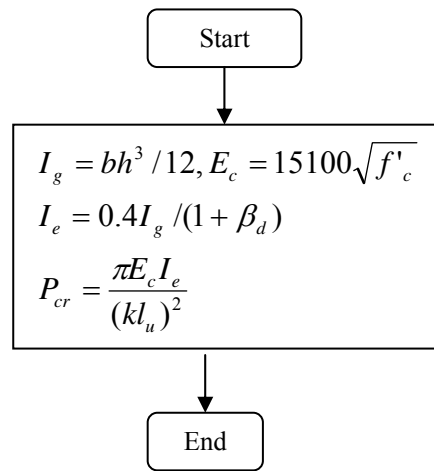 Start
I_g = bh^3 / 12, E_c = 15100√f'_c
I_e = 0.4I_g /(1 + β_d)
P_cr = πE_cI_e / (kl_u)^2
End